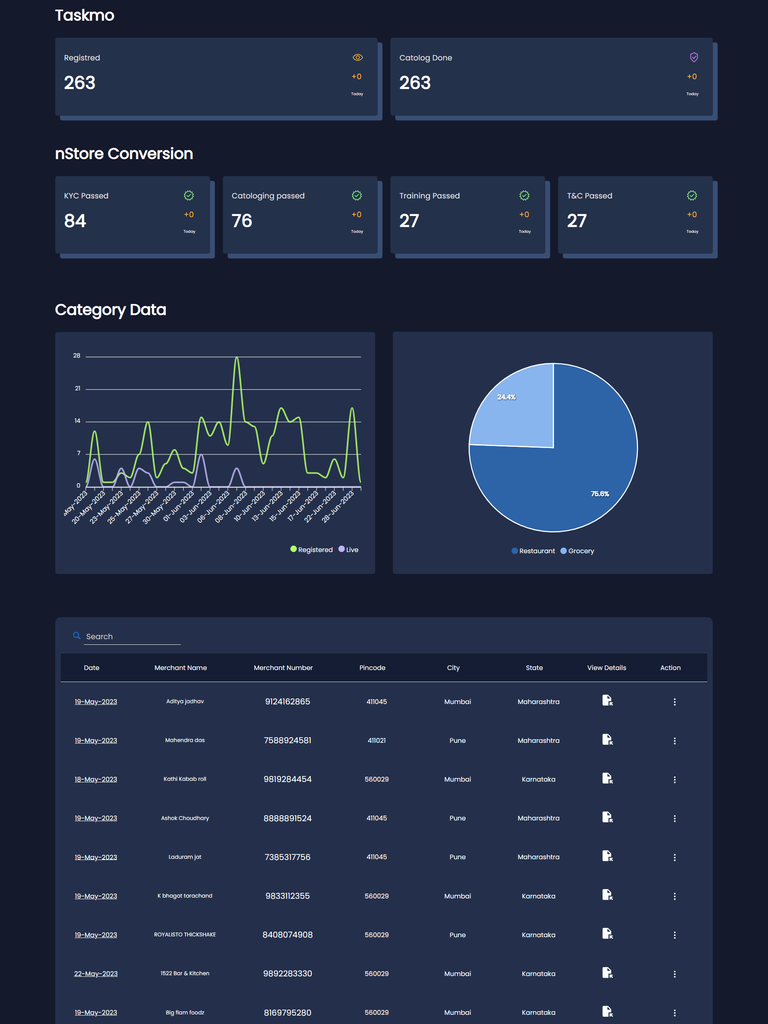 Taskmo
Registred
263
+0
Today
Catolog Done
263
+0
Today
nStore Conversion
KYC Passed
84
+0
Today
Catologing passed
76
+0
Today
Training Passed
27
+0
Today
T&C Passed
27
+0
Today
Category Data
28
21
14
7
0
May-2023
20-May-2023
23-May-2023
25-May-2023
27-May-2023
30-May-2023
01-Jun-2023
03-Jun-2023
06-Jun-2023
08-Jun-2023
10-Jun-2023
13-Jun-2023
15-Jun-2023
17-Jun-2023
22-Jun-2023
28-Jun-2023
Registered Live
24.4%
75.6%
Restaurant Grocery
Search
Date Merchant Name Merchant Number Pincode City State View Details Action
19-May-2023 Aditya jadhav 9124162865 411045 Mumbai Maharashtra
19-May-2023 Mahendra das 7588924581 411021 Pune Maharashtra
18-May-2023 Kathi Kabab roll 9819284454 560029 Mumbai Karnataka
19-May-2023 Ashok Choudhary 8888891524 411045 Pune Maharashtra
19-May-2023 Laduram jat 7385317756 411045 Pune Maharashtra
19-May-2023 K bhagat tarachand 9833112355 560029 Mumbai Karnataka
19-May-2023 ROYALISTO THICKSHAKE 8408074908 560029 Pune Karnataka
22-May-2023 1522 Bar & Kitchen 9892283330 560029 Mumbai Karnataka
19-May-2023 Big flam foodz 8169795280 560029 Mumbai Karnataka